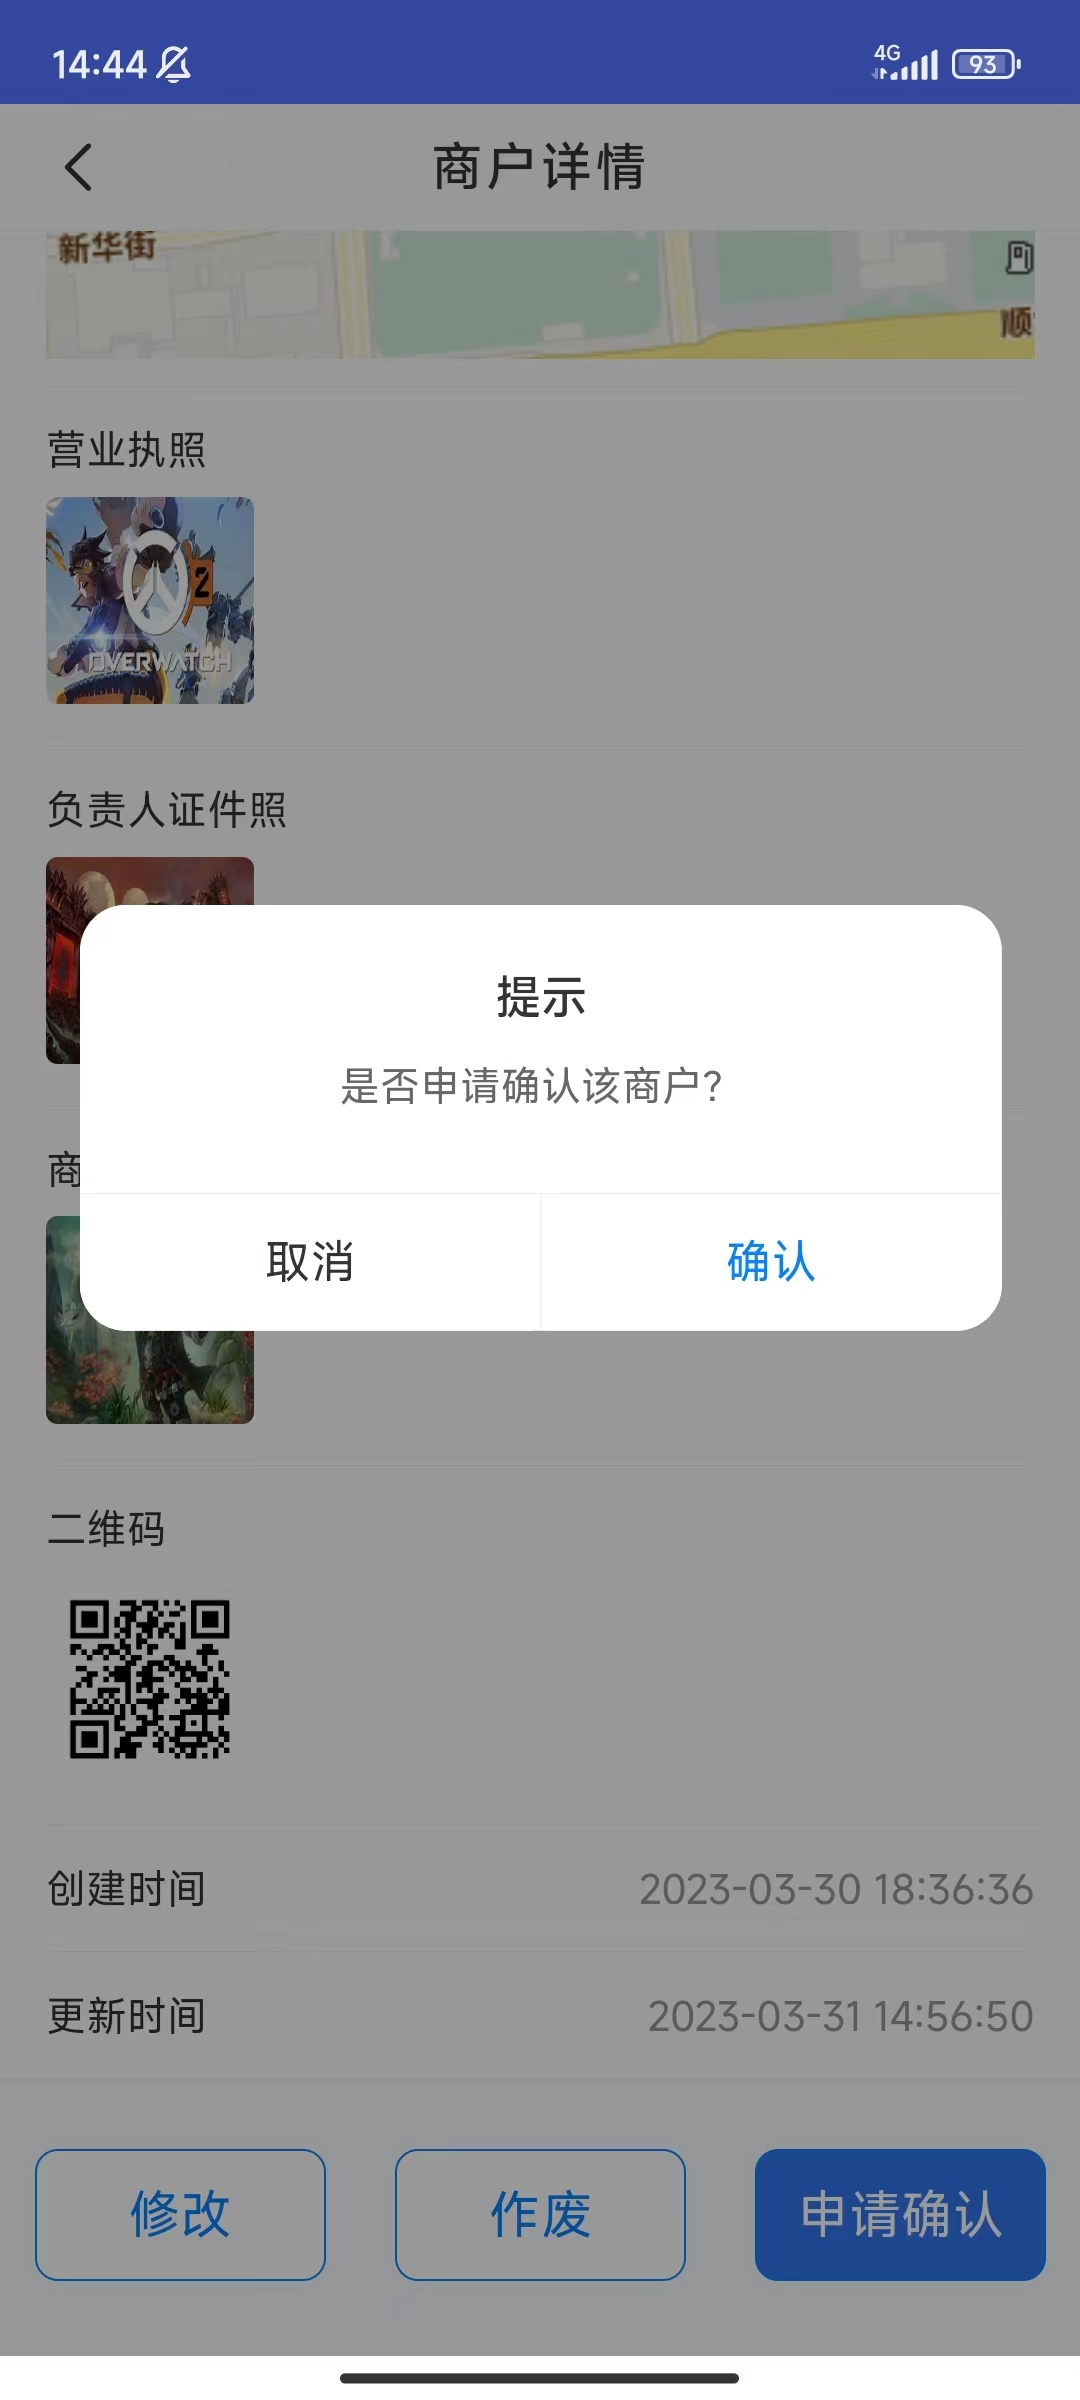 14:44
4G
93
商户详情
新华街
顺
营业执照
2
OVERWATCH
负责人证件照
提示
是否申请确认该商户?
商
取消
确认
二维码
创建时间
2023-03-30 18:36:36
更新时间
2023-03-31 14:56:50
修改
作废
申请确认